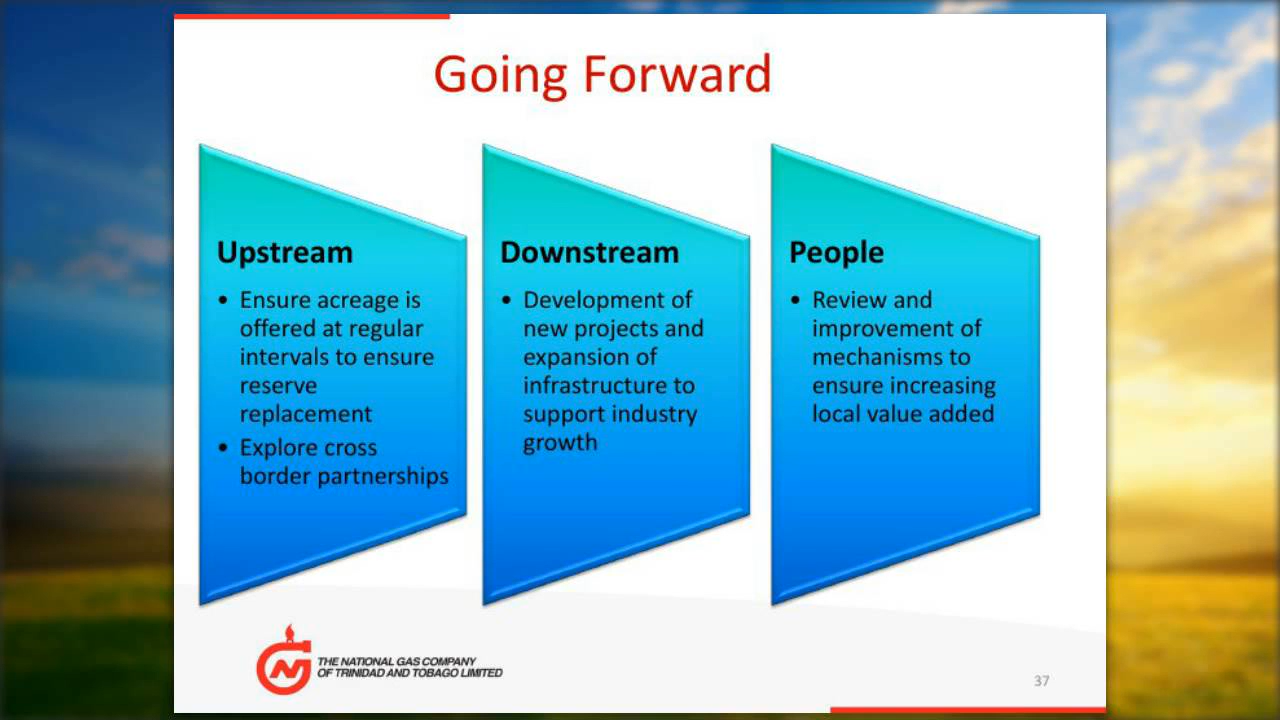 Going Forward
Upstream
• Ensure acreage is
offered at regular
intervals to ensure
reserve
replacement
• Explore cross
border partnerships
Downstream
• Development of
new projects and
expansion of
infrastructure to
support industry
growth
People
• Review and
improvement of
mechanisms to
ensure increasing
local value added
THE NATIONAL GAS COMPANY
OF TRINIDAD AND TOBAGO LIMITED
37